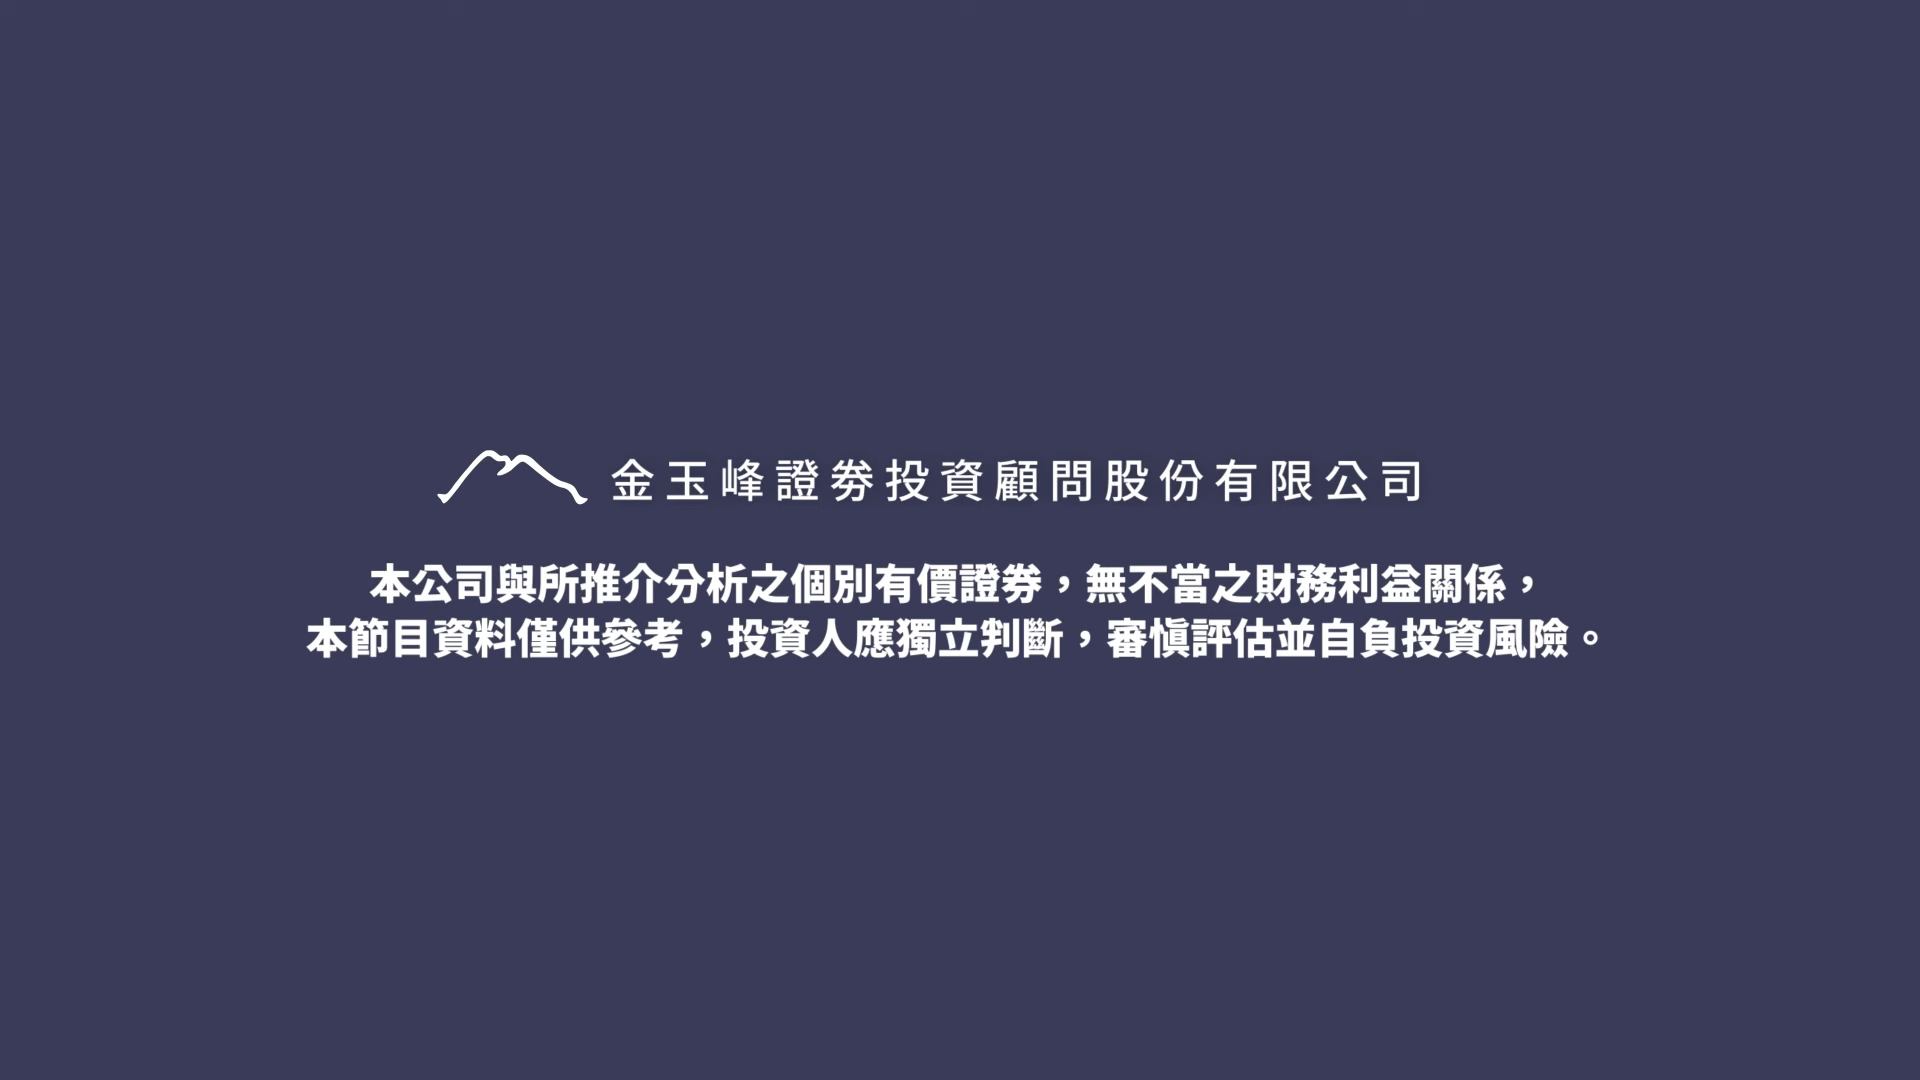 金玉峰證券投資顧問股份有限公司
本公司與所推介分析之個別有價證券，無不當之財務利益關係，
本節目資料僅供參考，投資人應獨立判斷，審慎評估並自負投資風險。